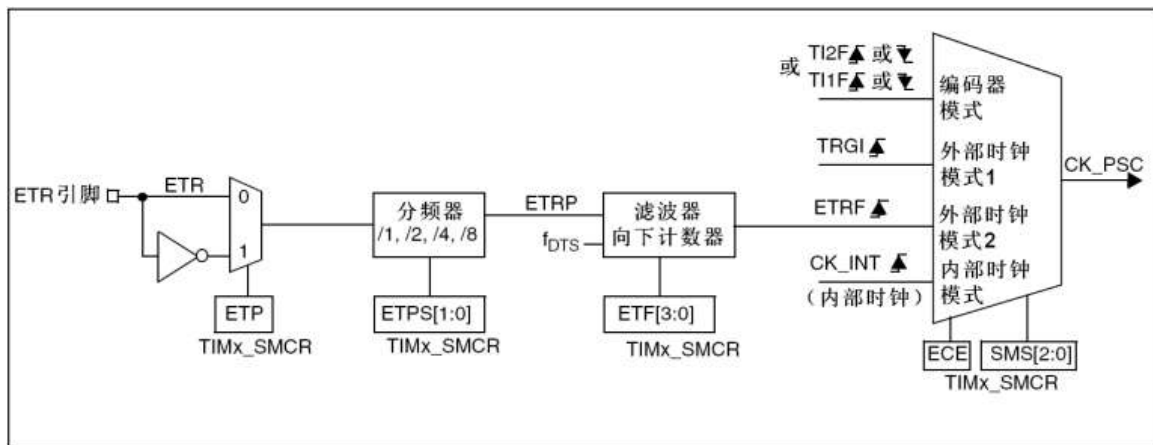 TI2F 或
或
TI1F 或
编码器
模式
TRGI
外部时钟
模式1
CK_PSC
ETR引脚
ETR
0
1
分频器
/1, /2, /4, /8
ETRP
fDTS
滤波器
向下计数器
ETRF
外部时钟
模式2
CK_INT
(内部时钟)
内部时钟
模式
ETP
TIMx_SMCR
ETPS[1:0]
TIMx_SMCR
ETF[3:0]
TIMx_SMCR
ECE
SMS[2:0]
TIMx_SMCR